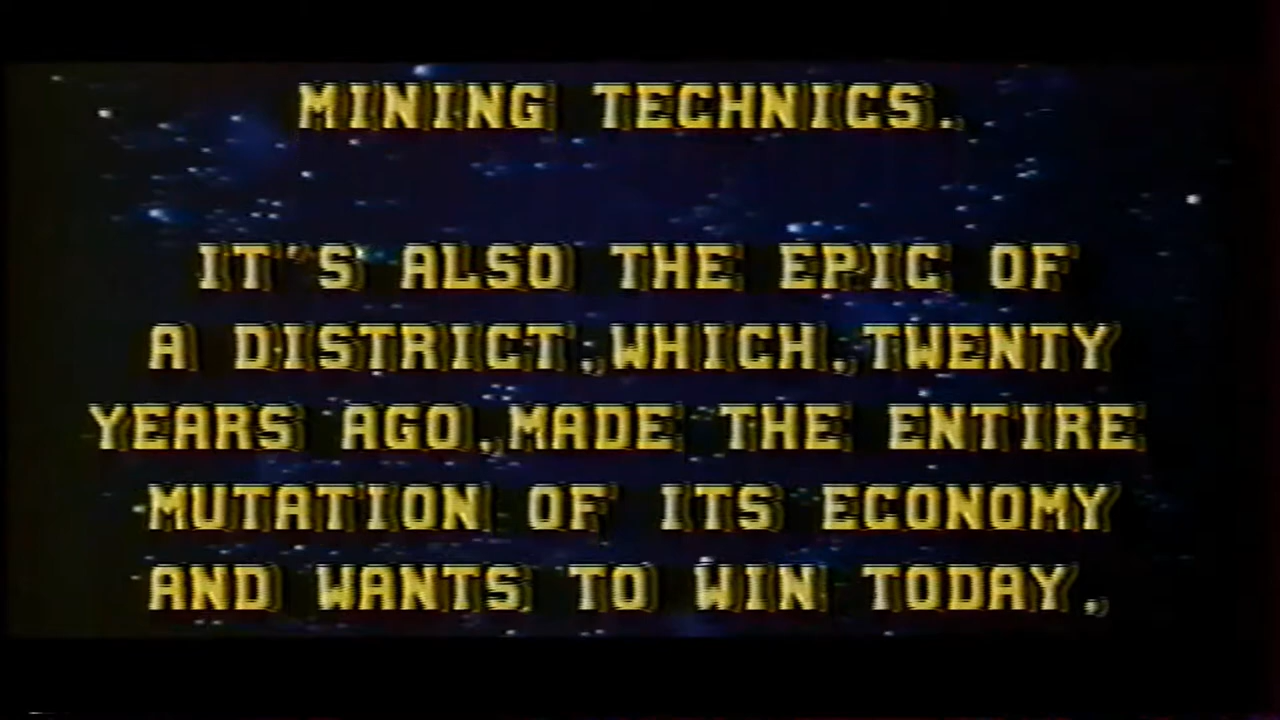 MINING TECHNICS.
IT'S ALSO THE EPIC OF
A DISTRICT,WHICH,TWENTY
YEARS AGO,MADE THE ENTIRE
MUTATION OF ITS ECONOMY
AND WANTS TO WIN TODAY,